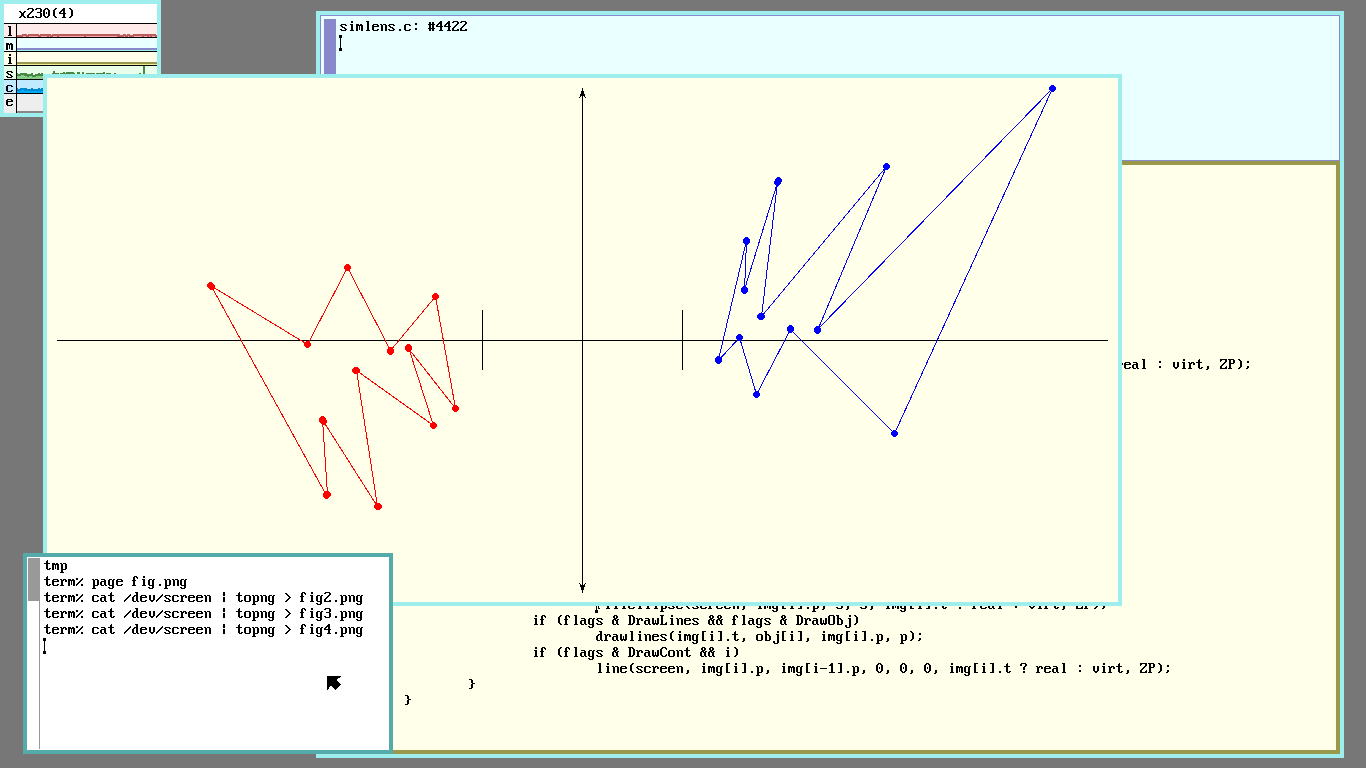 x230(4)
l
m
i
s
c
e
simlens.c: #4422
real : virt, ZP);
if (flags & DrawLines && flags & DrawObj)
drawlines(img[i].t, obj[i], img[i].p, p);
if (flags & DrawCont && i)
line(screen, img[i].p, img[i-1].p, 0, 0, 0, img[i].t ? real : virt, ZP);
}
}
tmp
term% page fig.png
term% cat /dev/screen | topng > fig2.png
term% cat /dev/screen | topng > fig3.png
term% cat /dev/screen | topng > fig4.png